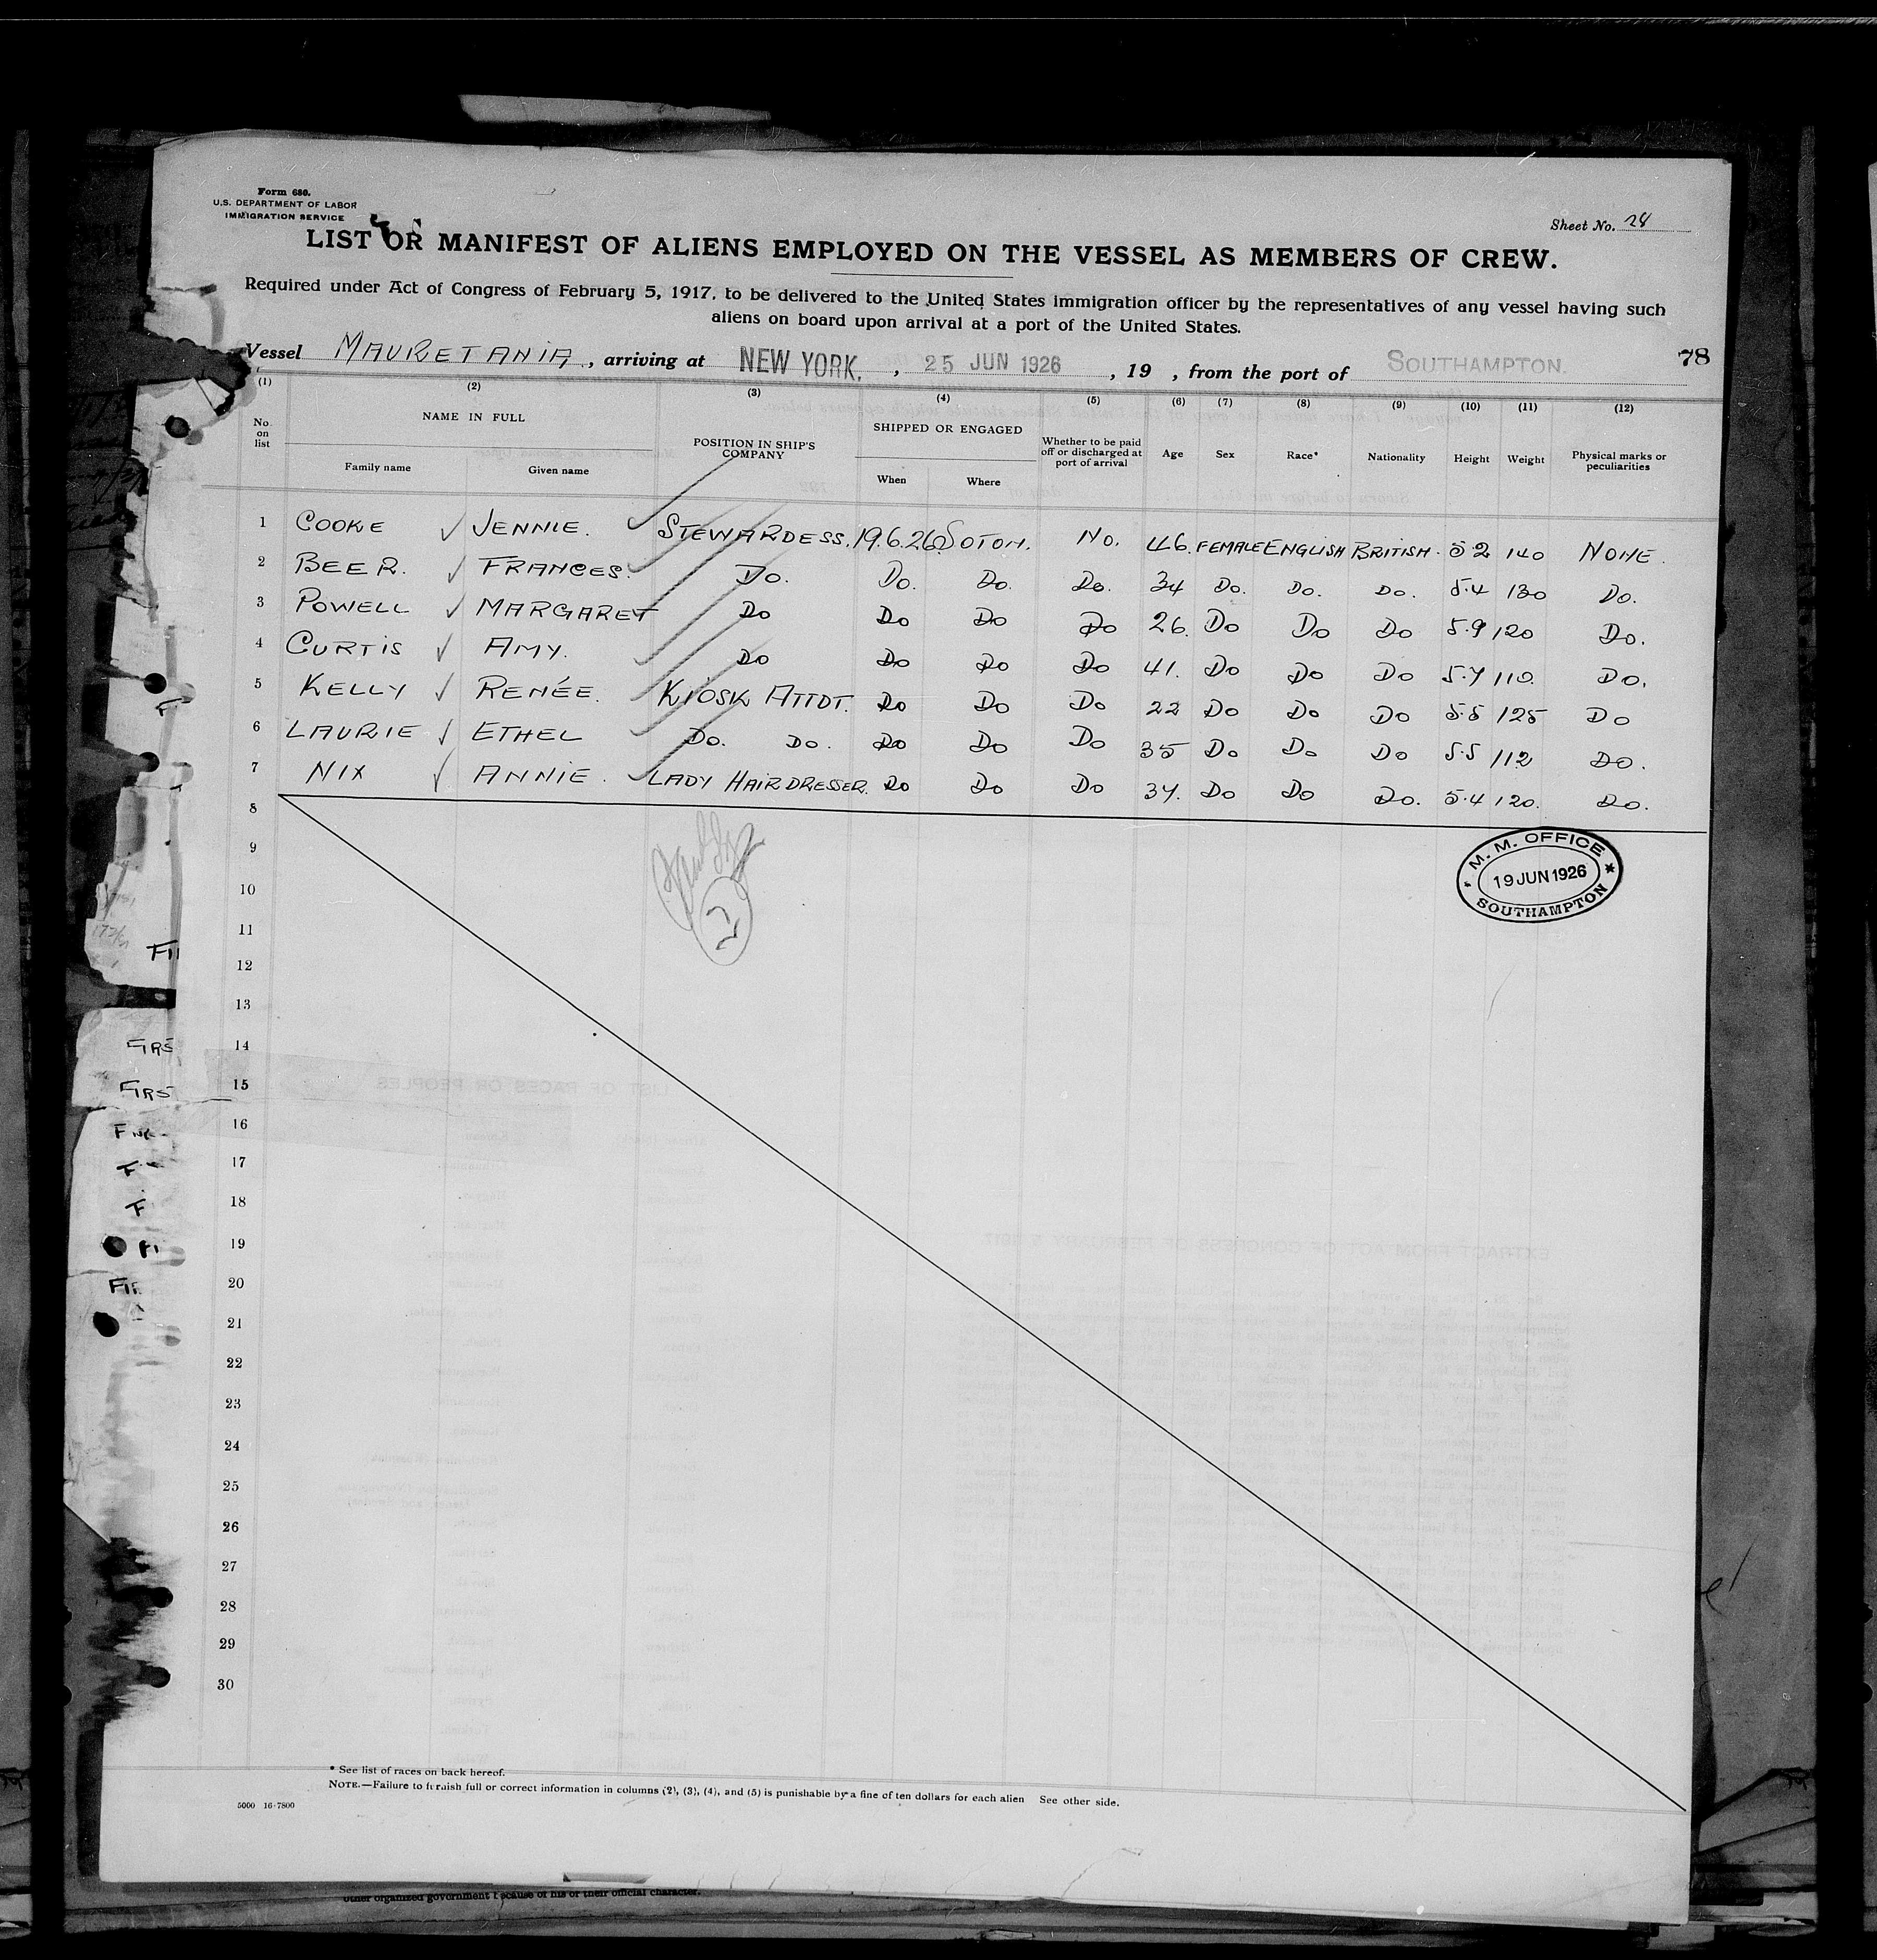 Form 680.
U.S. DEPARTMENT OF LABOR
IMMIGRATION SERVICE
Sheet No. 24
LIST OR MANIFEST OF ALIENS EMPLOYED ON THE VESSEL AS MEMBERS OF CREW.
Required under Act of Congress of February 5, 1917, to be delivered to the United States immigration officer by the representatives of any vessel having such
aliens on board upon arrival at a port of the United States.
Vessel MAURETANIA, arriving at NEW YORK., 25 JUN 1926, 19 , from the port of SOUTHAMPTON. 78
(1) (2) (3) (4) (5) (6) (7) (8) (9) (10) (11) (12)
No on list NAME IN FULL Family name Given name POSITION IN SHIP'S COMPANY SHIPPED OR ENGAGED When Where Whether to be paid off or discharged at port of arrival Age Sex Race* Nationality Height Weight Physical marks or peculiarities
1 COOKE JENNIE. STEWARDESS. 19.6.26 SOTON. NO. 46. FEMALE ENGLISH BRITISH. 5 2 140 NONE.
2 BEER. FRANCES. DO. DO. DO. DO. 34 DO. DO. DO. 5.4 130 DO.
3 POWELL MARGARET DO DO DO DO 26. DO DO DO 5.9 120 DO.
4 CURTIS AMY. DO DO DO DO 41. DO DO DO 5.7 110. DO.
5 KELLY RENÉE. KIOSK ATTDT. DO DO DO 22 DO DO DO 5.5 125 DO
6 LAURIE ETHEL DO. DO. DO DO DO 35 DO DO DO 5.5 112 DO.
7 NIX ANNIE. LADY HAIRDRESSER. DO DO DO 37. DO DO DO. 5.4 120. DO.
8
9
M. M. OFFICE
19 JUN 1926
SOUTHAMPTON
10
11
12
13
14
15
16
17
18
19
20
21
22
23
24
25
26
27
28
29
30
FIRS
FIRS
* See list of races on back hereof.
NOTE.—Failure to furnish full or correct information in columns (2), (3), (4), and (5) is punishable by a fine of ten dollars for each alien See other side.
5000 16-7800
other organized government because of his or their official character.